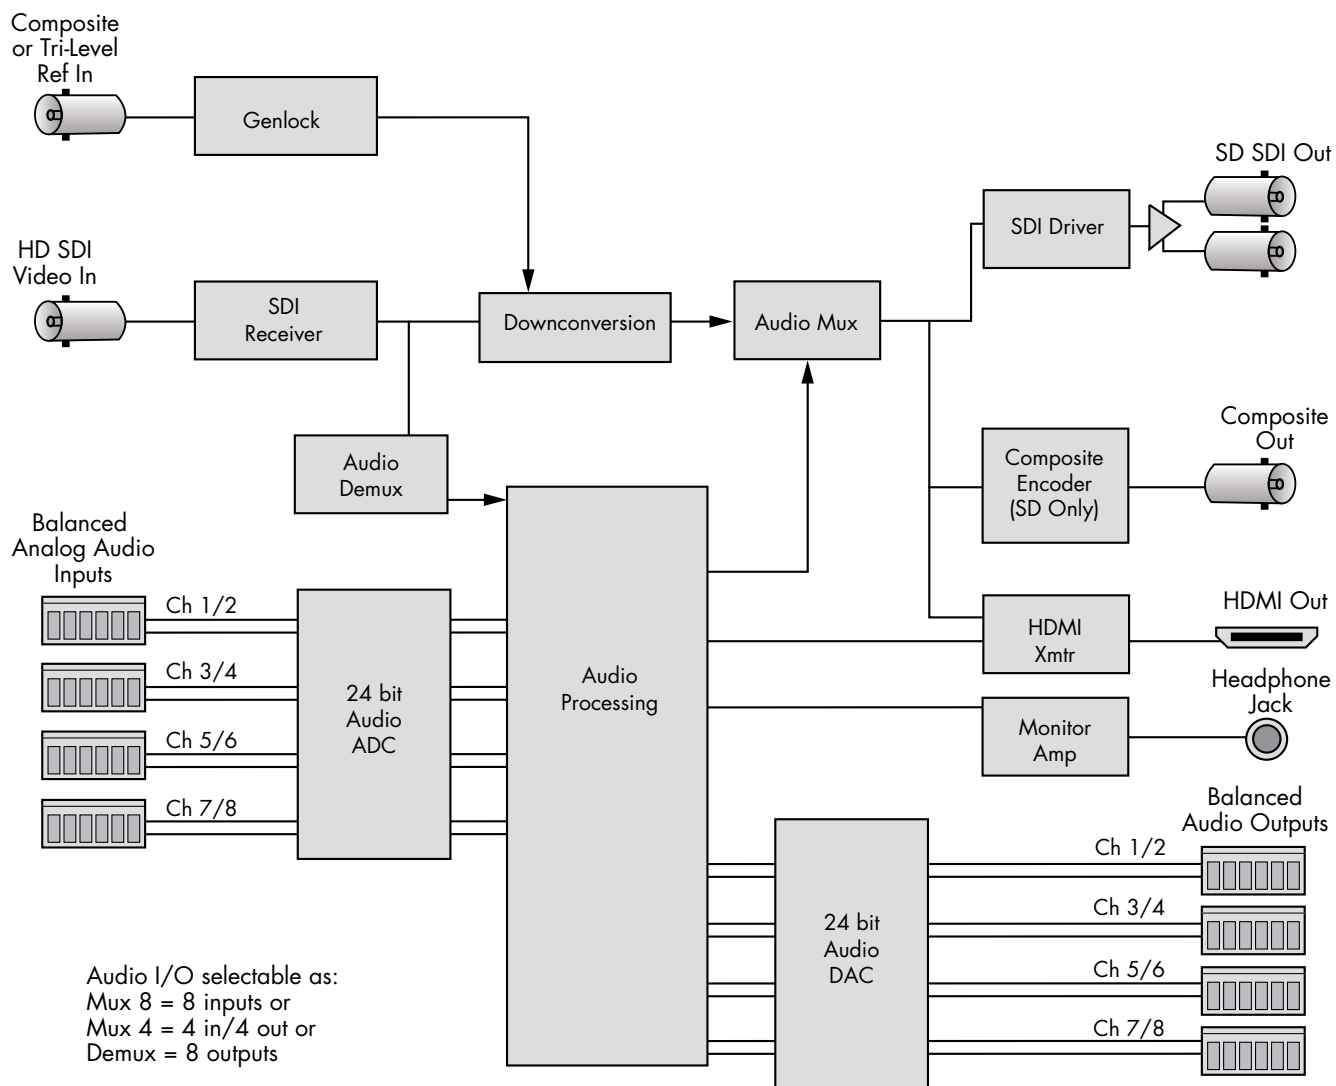 Composite
or Tri-Level
Ref In
Genlock
SD SDI Out
SDI Driver
HD SDI
Video In
SDI
Receiver
Downconversion
Audio Mux
Audio
Demux
Composite
Encoder
(SD Only)
Composite
Out
Balanced
Analog Audio
Inputs
Ch 1/2
Ch 3/4
Ch 5/6
Ch 7/8
24 bit
Audio
ADC
Audio
Processing
HDMI
Xmtr
HDMI Out
Headphone
Jack
Monitor
Amp
Balanced
Audio Outputs
Ch 1/2
Ch 3/4
Ch 5/6
Ch 7/8
24 bit
Audio
DAC
Audio I/O selectable as:
Mux 8 = 8 inputs or
Mux 4 = 4 in/4 out or
Demux = 8 outputs